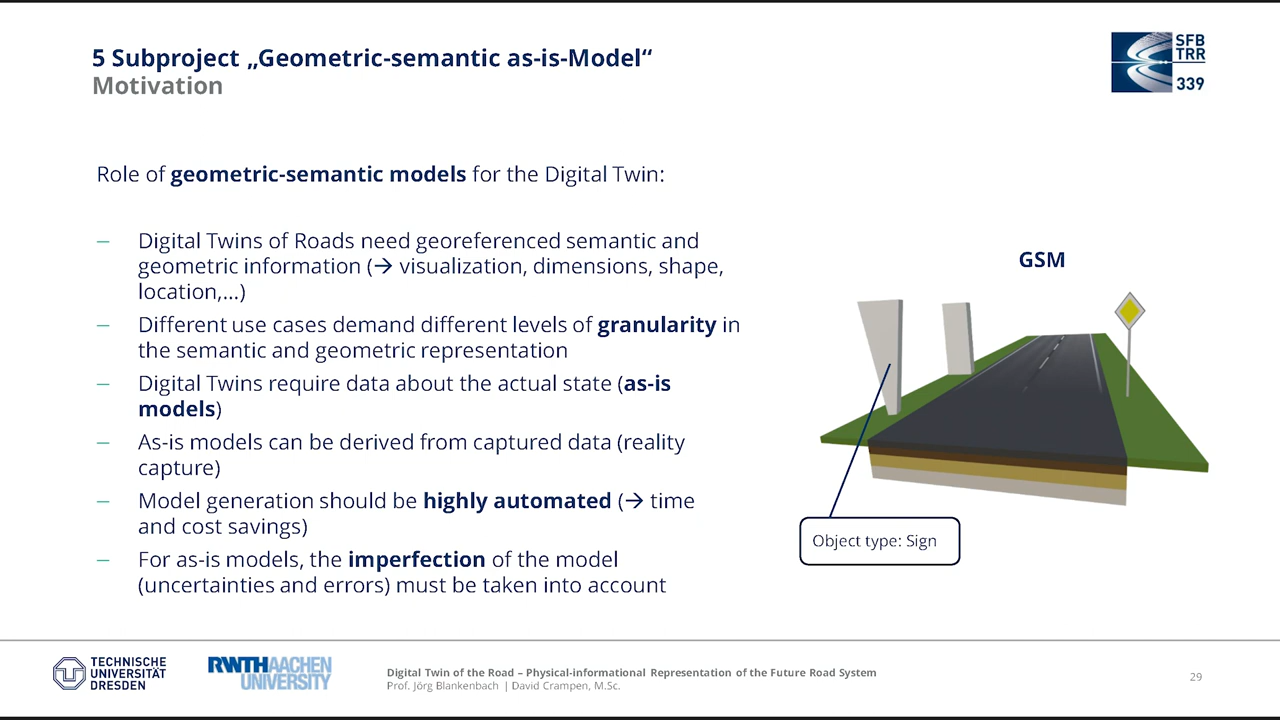 5 Subproject „Geometric-semantic as-is-Model“
Motivation
SFB
TRR
339
Role of geometric-semantic models for the Digital Twin:
– Digital Twins of Roads need georeferenced semantic and
geometric information (→ visualization, dimensions, shape,
location,...)
– Different use cases demand different levels of granularity in
the semantic and geometric representation
– Digital Twins require data about the actual state (as-is
models)
– As-is models can be derived from captured data (reality
capture)
– Model generation should be highly automated (→ time
and cost savings)
– For as-is models, the imperfection of the model
(uncertainties and errors) must be taken into account
GSM
Object type: Sign
TECHNISCHE
UNIVERSITÄT
DRESDEN
RWTHAACHEN
UNIVERSITY
Digital Twin of the Road – Physical-informational Representation of the Future Road System
Prof. Jörg Blankenbach | David Crampen, M.Sc.
29